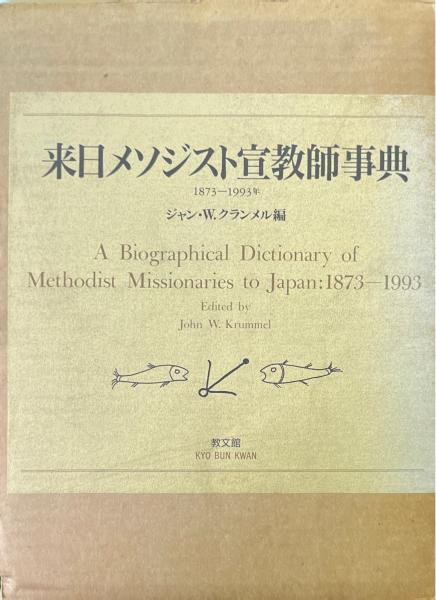 来日メソジスト宣教師事典
1873—1993年
ジャン・W.クランメル編
A Biographical Dictionary of
Methodist Missionaries to Japan:1873—1993
Edited by
John W. Krummel
教文館
KYO BUN KWAN